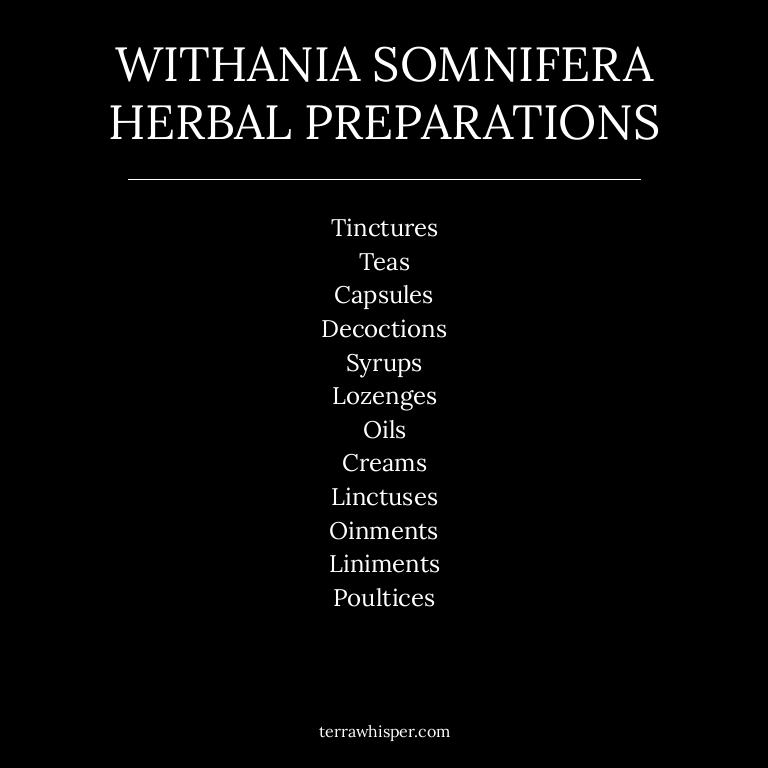 WITHANIA SOMNIFERA
HERBAL PREPARATIONS
Tinctures
Teas
Capsules
Decoctions
Syrups
Lozenges
Oils
Creams
Linctuses
Oinments
Liniments
Poultices
terrawhisper.com